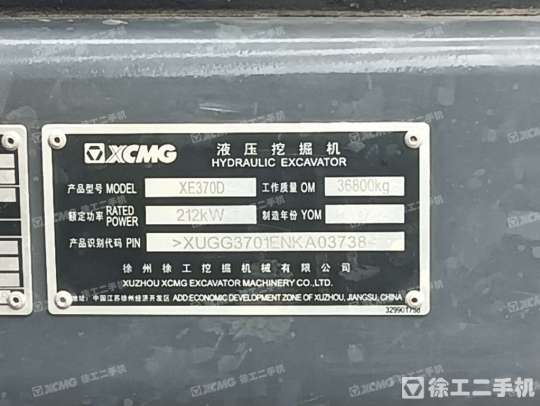 XCMG 液压挖掘机
HYDRAULIC EXCAVATOR
产品型号 MODEL XE370D 工作质量 OM 36800kg
额定功率 RATED POWER 212kW 制造年份 YOM
产品识别代码 PIN >XUGG3701ENKA03738
徐州徐工挖掘机械有限公司
XUZHOU XCMG EXCAVATOR MACHINERY CO.,LTD.
地址: 中国江苏徐州经济开发区 ADD:ECONOMIC DEVELOPMENT ZONE OF XUZHOU, JIANGSU, CHINA
徐工二手机